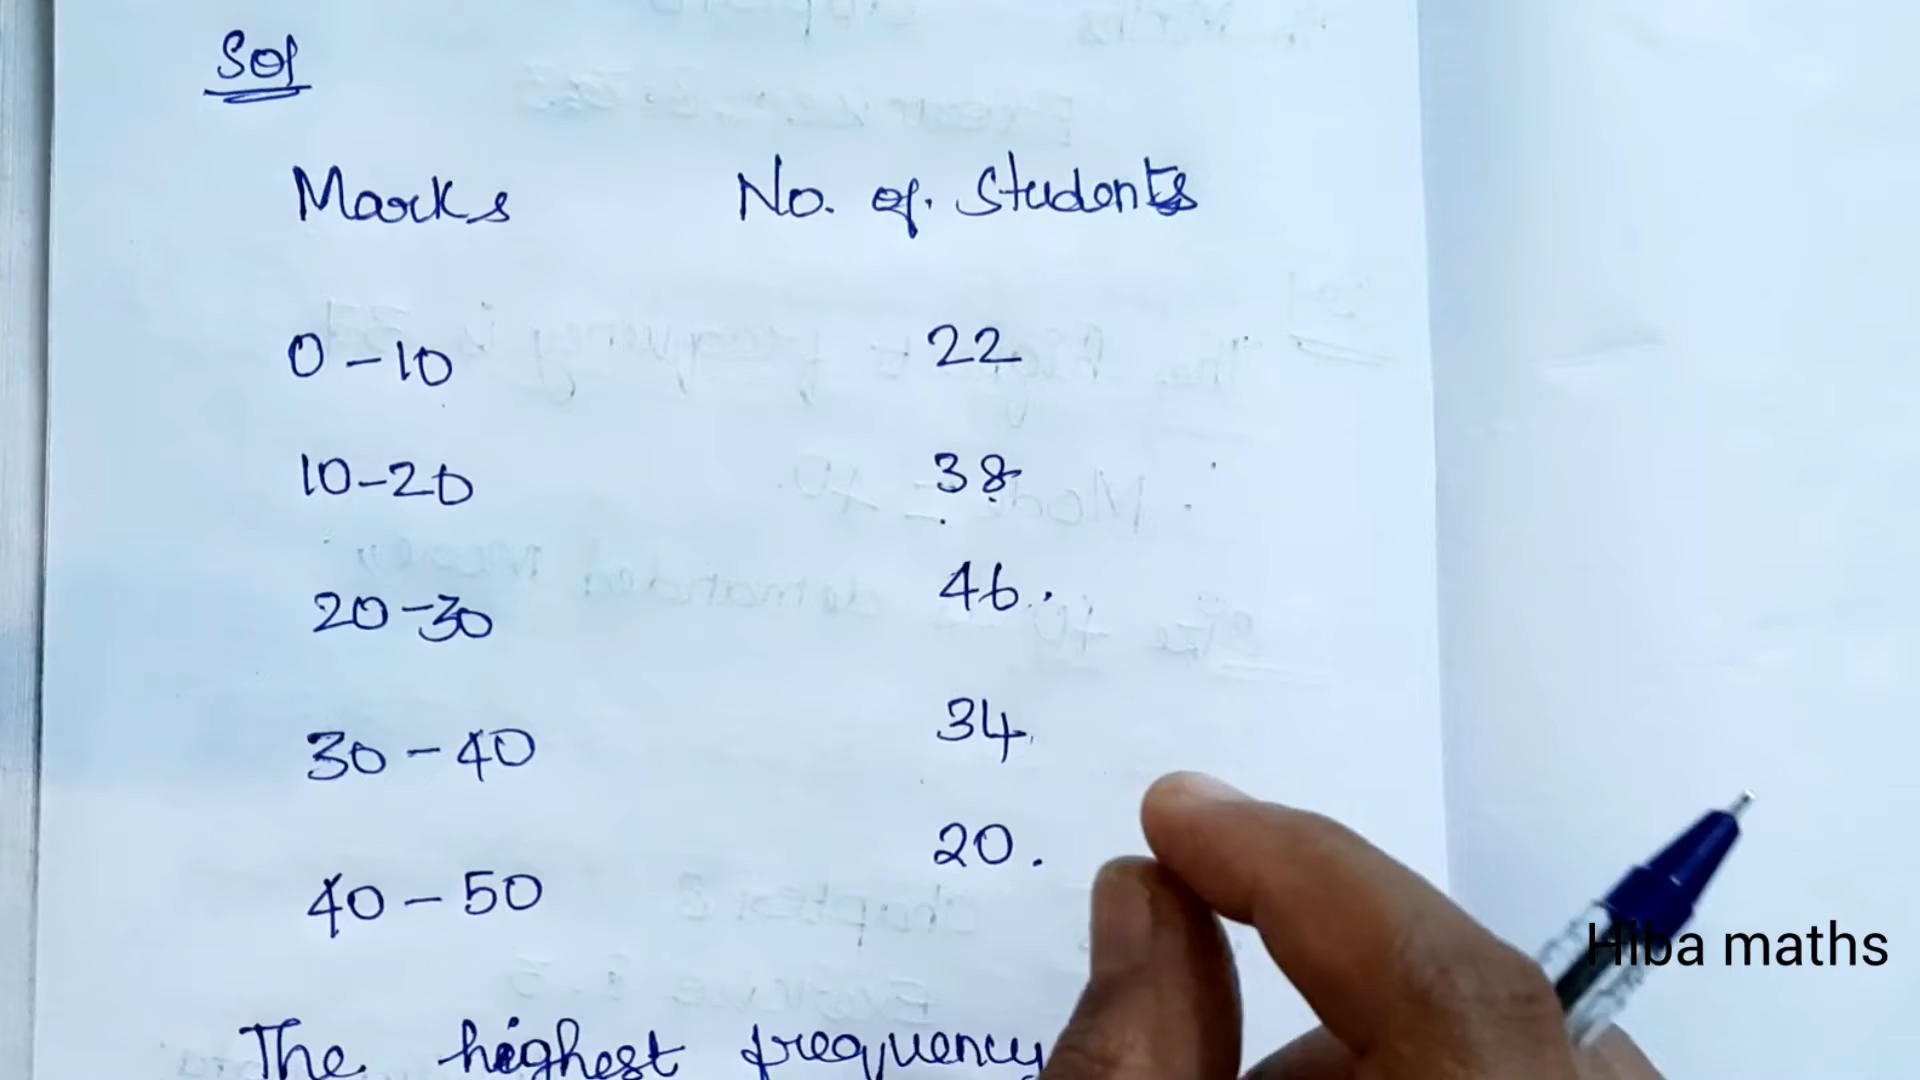 Sol
Marks No. of. Students
0-10 22
10-20 38
20-30 46.
30-40 34.
40-50 20.
The highest frequency
Hiba maths